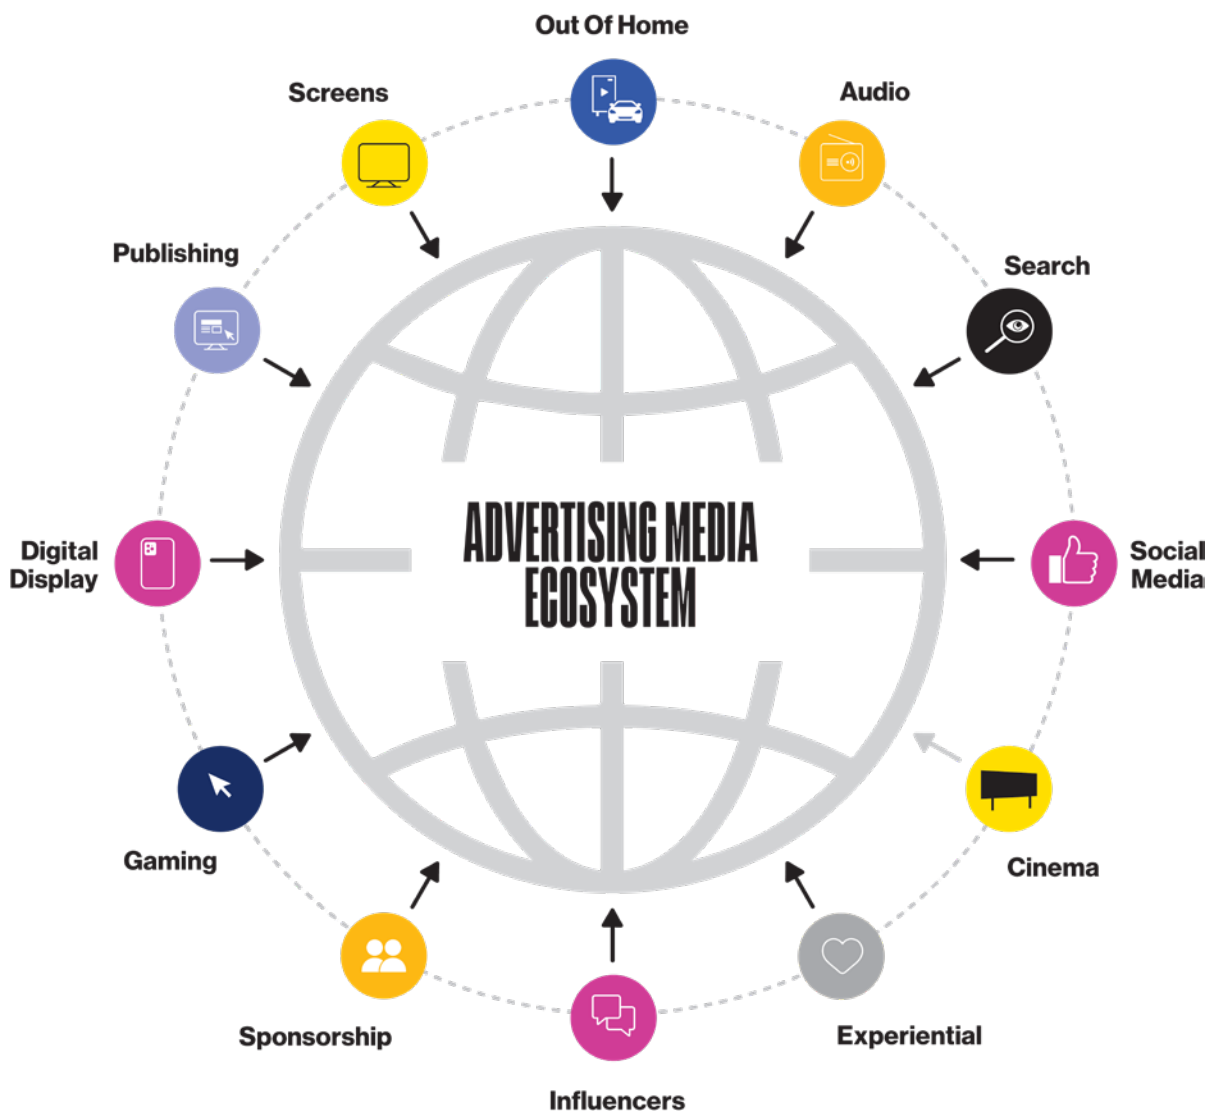 Out Of Home
Screens
Audio
Publishing
Search
ADVERTISING MEDIA
ECOSYSTEM
Digital
Display
Social
Media
Gaming
Cinema
Sponsorship
Experiential
Influencers